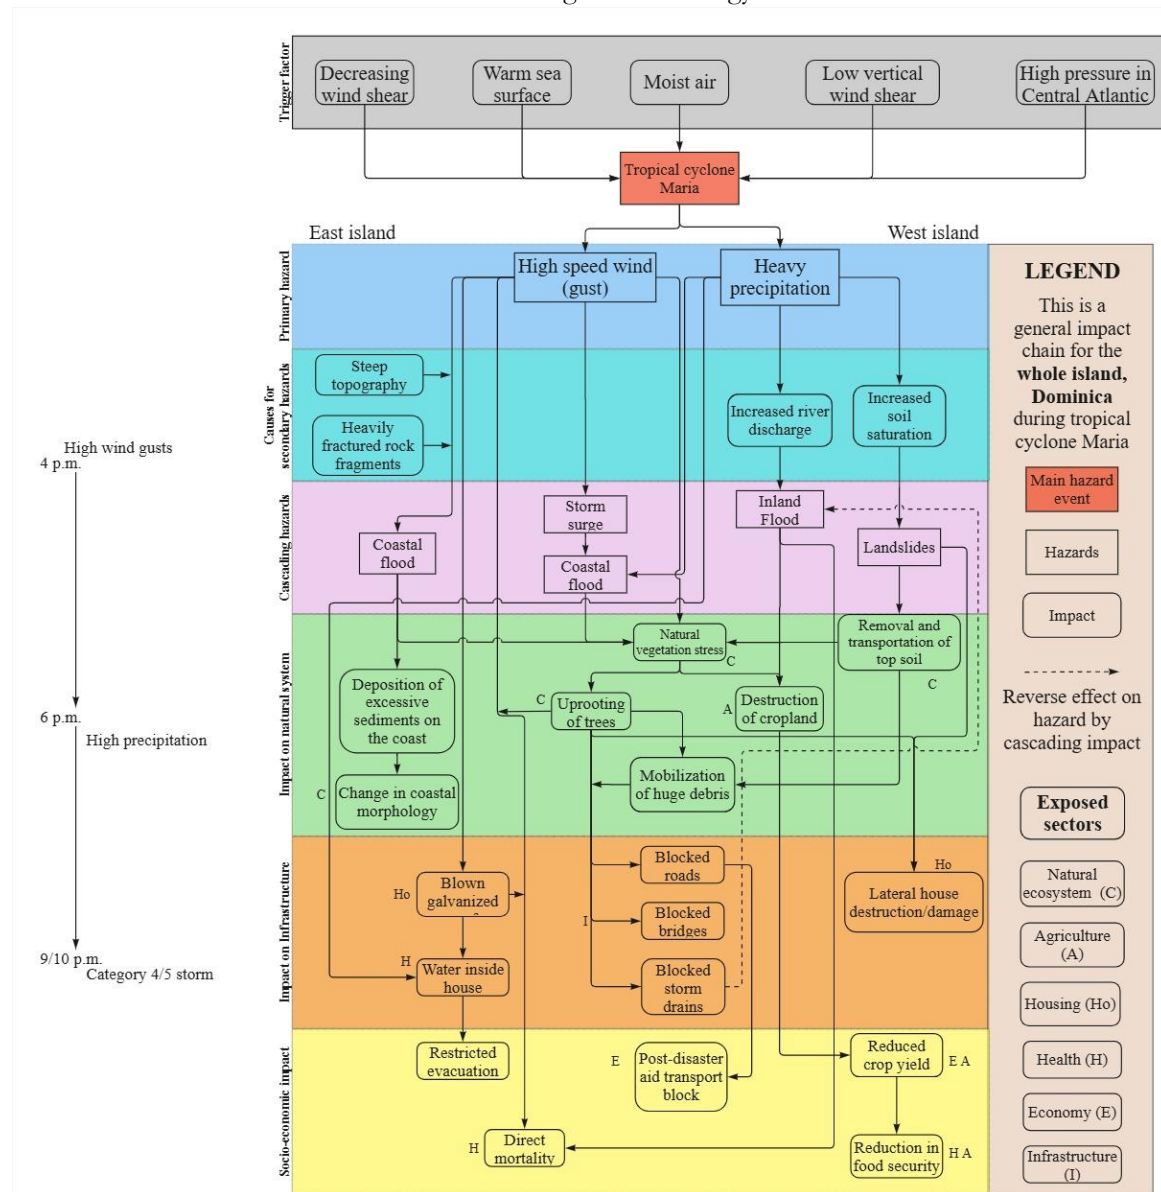 Trigger factor
Decreasing
wind shear
Warm sea
surface
Moist air
Low vertical
wind shear
High pressure in
Central Atlantic
Tropical cyclone
Maria
East island
West island
Primary hazard
High speed wind
(gust)
Heavy
precipitation
Causes for
secondary hazards
Steep
topography
Heavily
fractured rock
fragments
Increased river
discharge
Increased
soil
saturation
High wind gusts
4 p.m.
Cascading hazards
Coastal
flood
Storm
surge
Coastal
flood
Inland
Flood
Landslides
Impact on natural system
Natural
vegetation stress
C
Removal and
transportation of
top soil
C
Deposition of
excessive
sediments on
the coast
C
Uprooting
of trees
A
Destruction of
cropland
6 p.m.
High precipitation
Mobilization
of huge debris
C
Change in coastal
morphology
Impact on Infrastructure
Blocked
roads
Ho
Blown
galvanized
Ho
Lateral house
destruction/damage
I
Blocked
bridges
9/10 p.m.
Category 4/5 storm
H
Water inside
house
Blocked
storm
drains
Socio-economic impact
Restricted
evacuation
E
Post-disaster
aid transport
block
Reduced
crop yield
E A
H
Direct
mortality
Reduction in
food security
H A
LEGEND
This is a
general impact
chain for the
whole island,
Dominica
during tropical
cyclone Maria
Main hazard
event
Hazards
Impact
Reverse effect on
hazard by
cascading impact
Exposed
sectors
Natural
ecosystem (C)
Agriculture
(A)
Housing (Ho)
Health (H)
Economy (E)
Infrastructure
(I)